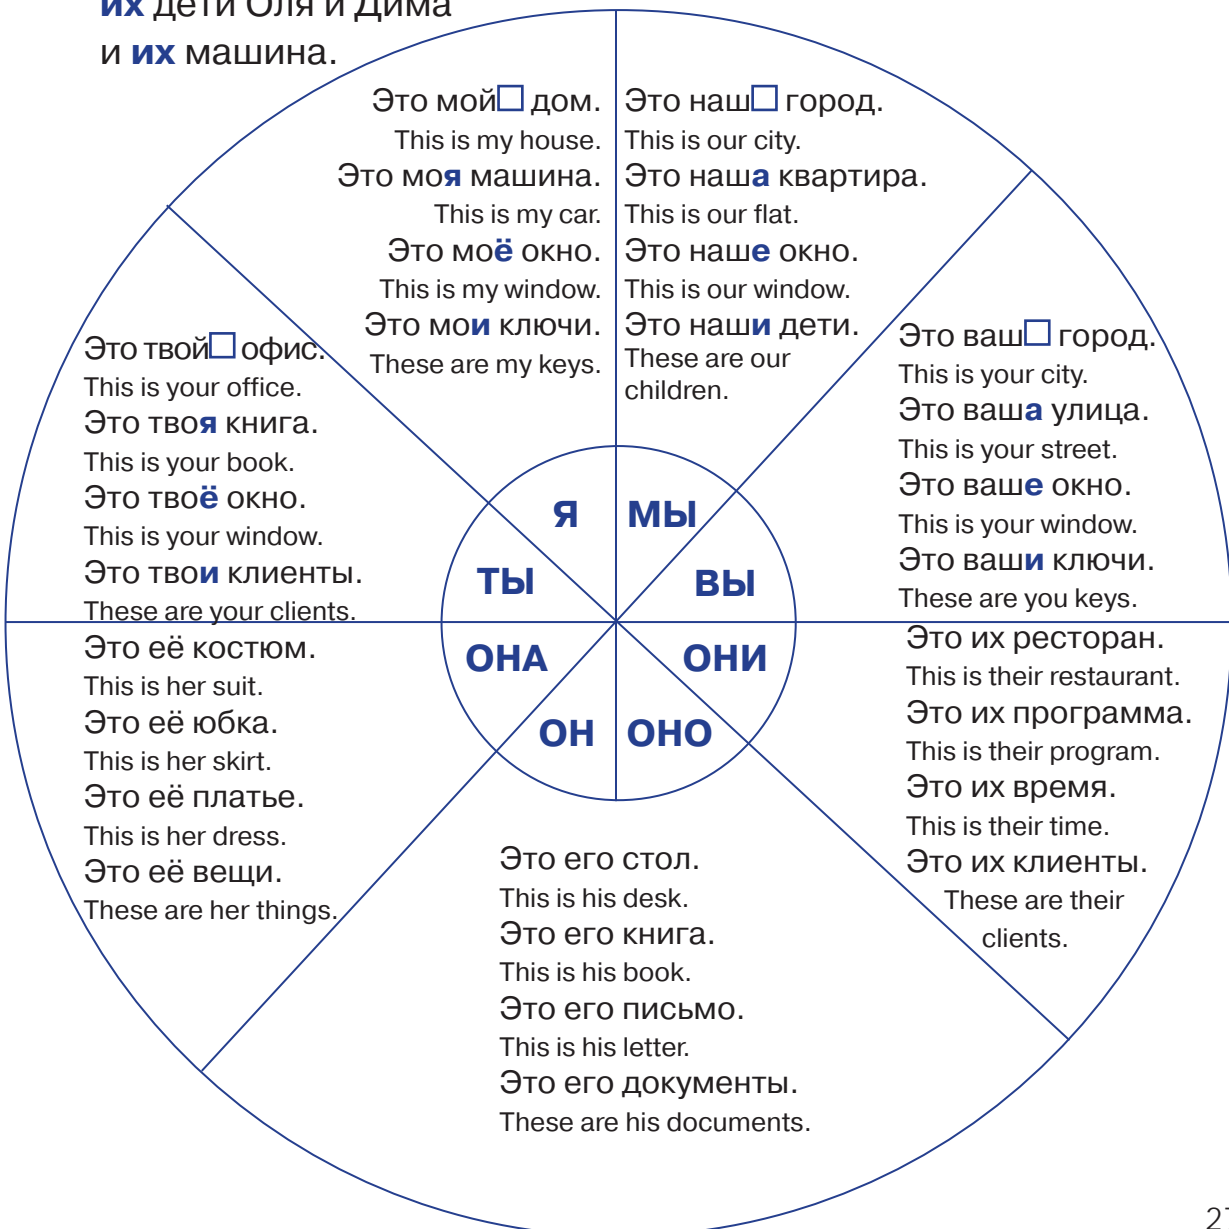 их дети Оля и Дима
и их машина.
Это мой□ дом.
This is my house.
Это моя машина.
This is my car.
Это моё окно.
This is my window.
Это мои ключи.
These are my keys.
Это наш□ город.
This is our city.
Это наша квартира.
This is our flat.
Это наше окно.
This is our window.
Это наши дети.
These are our
children.
Это твой□ офис.
This is your office.
Это твоя книга.
This is your book.
Это твоё окно.
This is your window.
Это твои клиенты.
These are your clients.
Это ваш□ город.
This is your city.
Это ваша улица.
This is your street.
Это ваше окно.
This is your window.
Это ваши ключи.
These are you keys.
Я
МЫ
ТЫ
ВЫ
ОНА
ОНИ
ОН
ОНО
Это её костюм.
This is her suit.
Это её юбка.
This is her skirt.
Это её платье.
This is her dress.
Это её вещи.
These are her things.
Это их ресторан.
This is their restaurant.
Это их программа.
This is their program.
Это их время.
This is their time.
Это их клиенты.
These are their
clients.
Это его стол.
This is his desk.
Это его книга.
This is his book.
Это его письмо.
This is his letter.
Это его документы.
These are his documents.